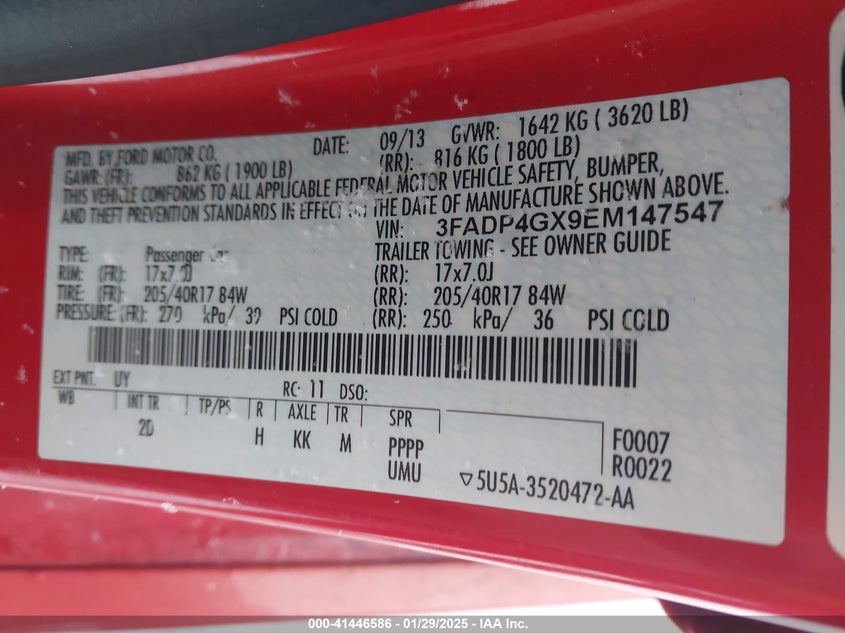 MFD. BY FORD MOTOR CO. DATE: 09/13 GVWR: 1642 KG ( 3620 LB)
GAWR: (FR): 862 KG ( 1900 LB) (RR): 816 KG ( 1800 LB)
THIS VEHICLE CONFORMS TO ALL APPLICABLE FEDERAL MOTOR VEHICLE SAFETY, BUMPER,
AND THEFT PREVENTION STANDARDS IN EFFECT ON THE DATE OF MANUFACTURE SHOWN ABOVE.
VIN: 3FADP4GX9EM147547
TYPE: Passenger TRAILER TOWING - SEE OWNER GUIDE
RIM: (FR): 17x7.0J (RR): 17x7.0J
TIRE: (FR): 205/40R17 84W (RR): 205/40R17 84W
PRESSURE: (FR): 270 kPa/ 39 PSI COLD (RR): 250 kPa/ 36 PSI COLD
EXT PNT: UY RC: 11 DSO:
WB INT TR TP/PS R AXLE TR SPR
2D H KK M PPPP F0007
UMU R0022
▽5U5A-3520472-AA
000-41446586 - 01/29/2025 - IAA Inc.